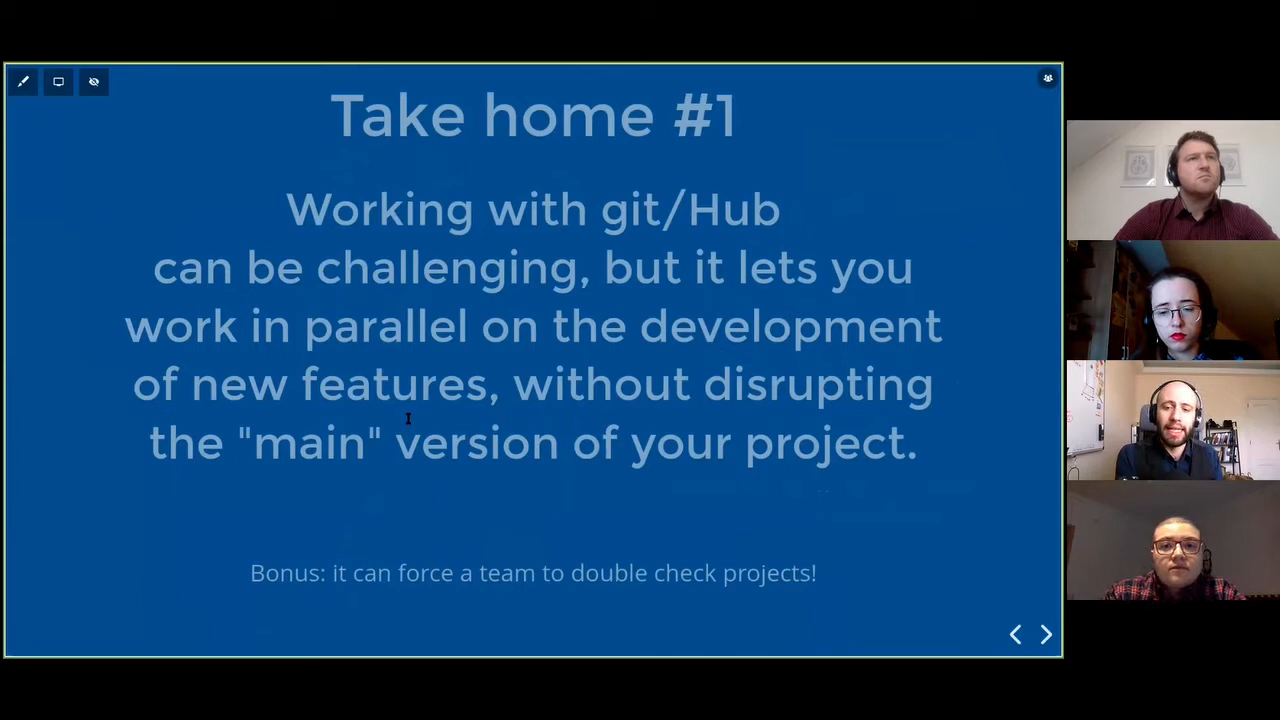 Take home #1
Working with git/Hub
can be challenging, but it lets you
work in parallel on the development
of new features, without disrupting
the "main" version of your project.
Bonus: it can force a team to double check projects!